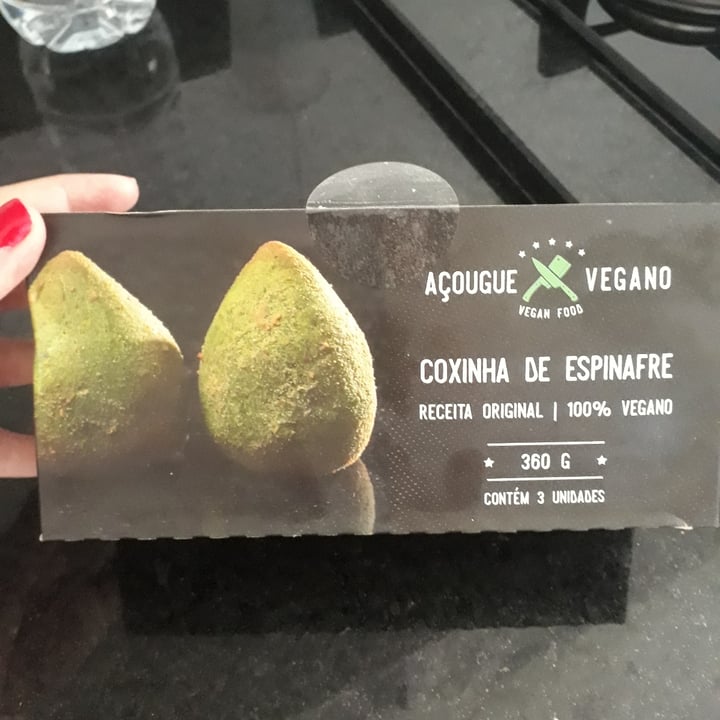 AÇOUGUE VEGANO
VEGAN FOOD
COXINHA DE ESPINAFRE
RECEITA ORIGINAL | 100% VEGANO
360 G
CONTÉM 3 UNIDADES